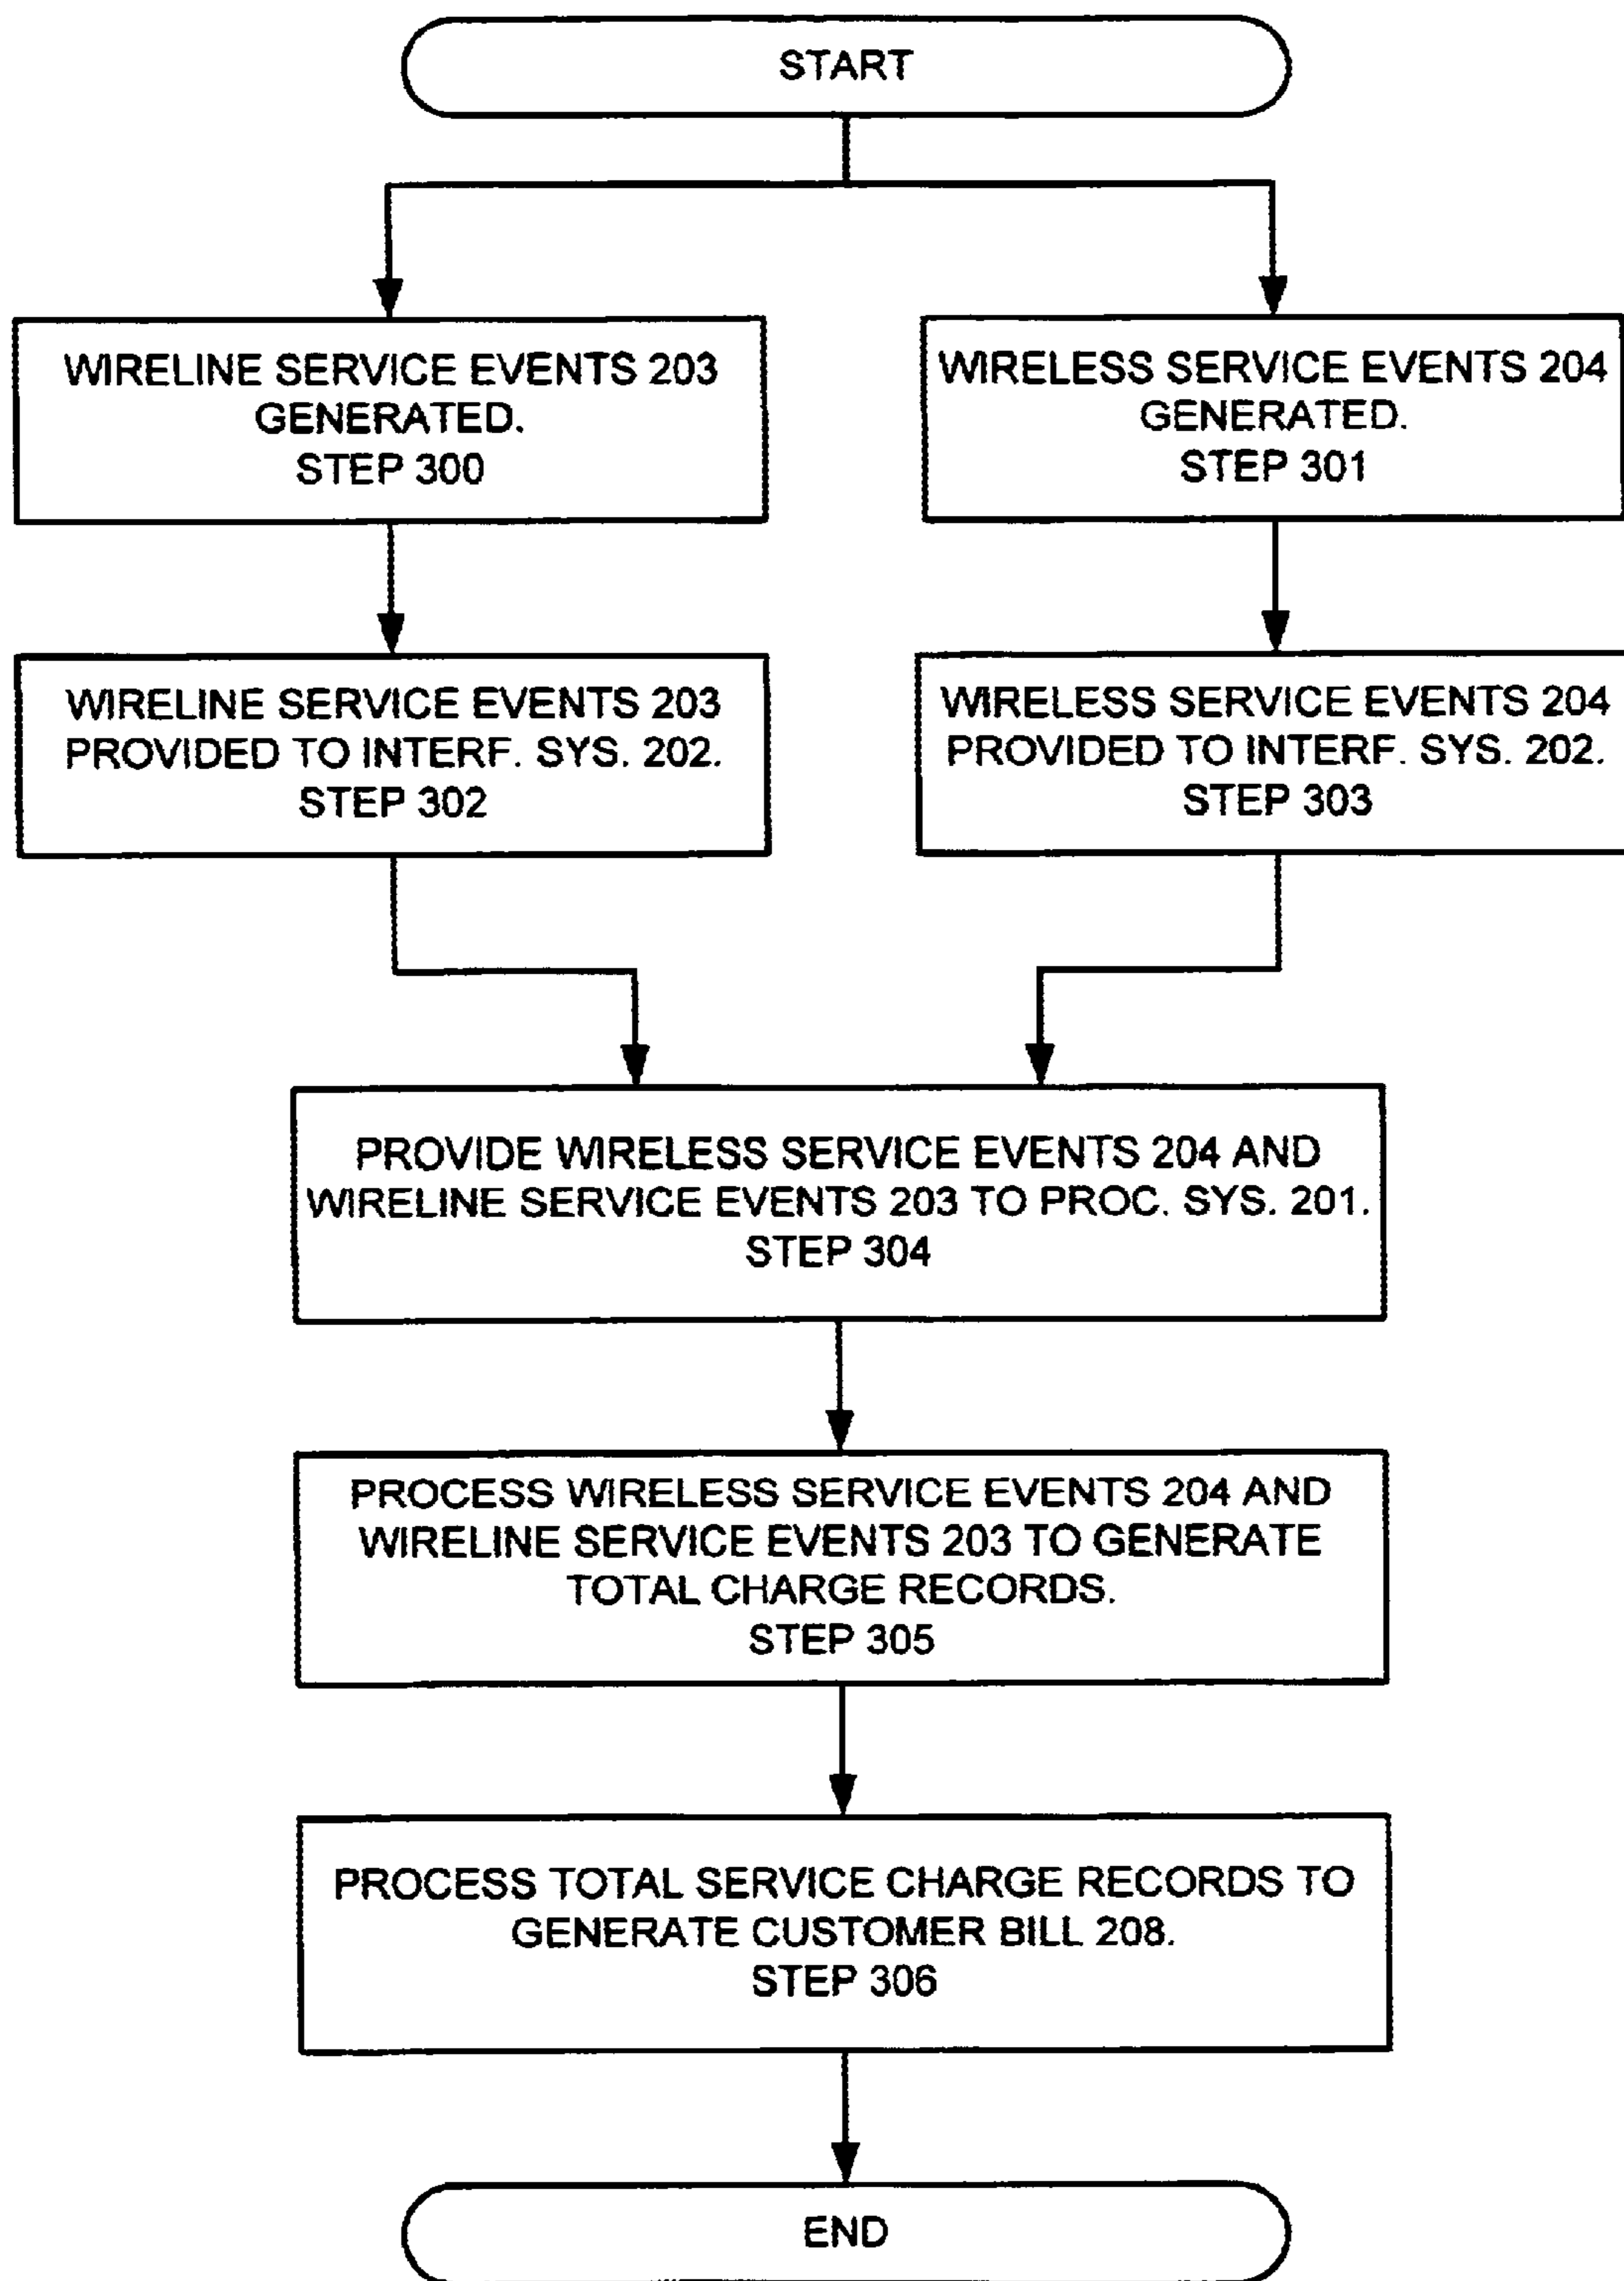 START
WIRELINE SERVICE EVENTS 203
GENERATED.
STEP 300
WIRELESS SERVICE EVENTS 204
GENERATED.
STEP 301
WIRELINE SERVICE EVENTS 203
PROVIDED TO INTERF. SYS. 202.
STEP 302
WIRELESS SERVICE EVENTS 204
PROVIDED TO INTERF. SYS. 202.
STEP 303
PROVIDE WIRELESS SERVICE EVENTS 204 AND
WIRELINE SERVICE EVENTS 203 TO PROC. SYS. 201.
STEP 304
PROCESS WIRELESS SERVICE EVENTS 204 AND
WIRELINE SERVICE EVENTS 203 TO GENERATE
TOTAL CHARGE RECORDS.
STEP 305
PROCESS TOTAL SERVICE CHARGE RECORDS TO
GENERATE CUSTOMER BILL 208.
STEP 306
END